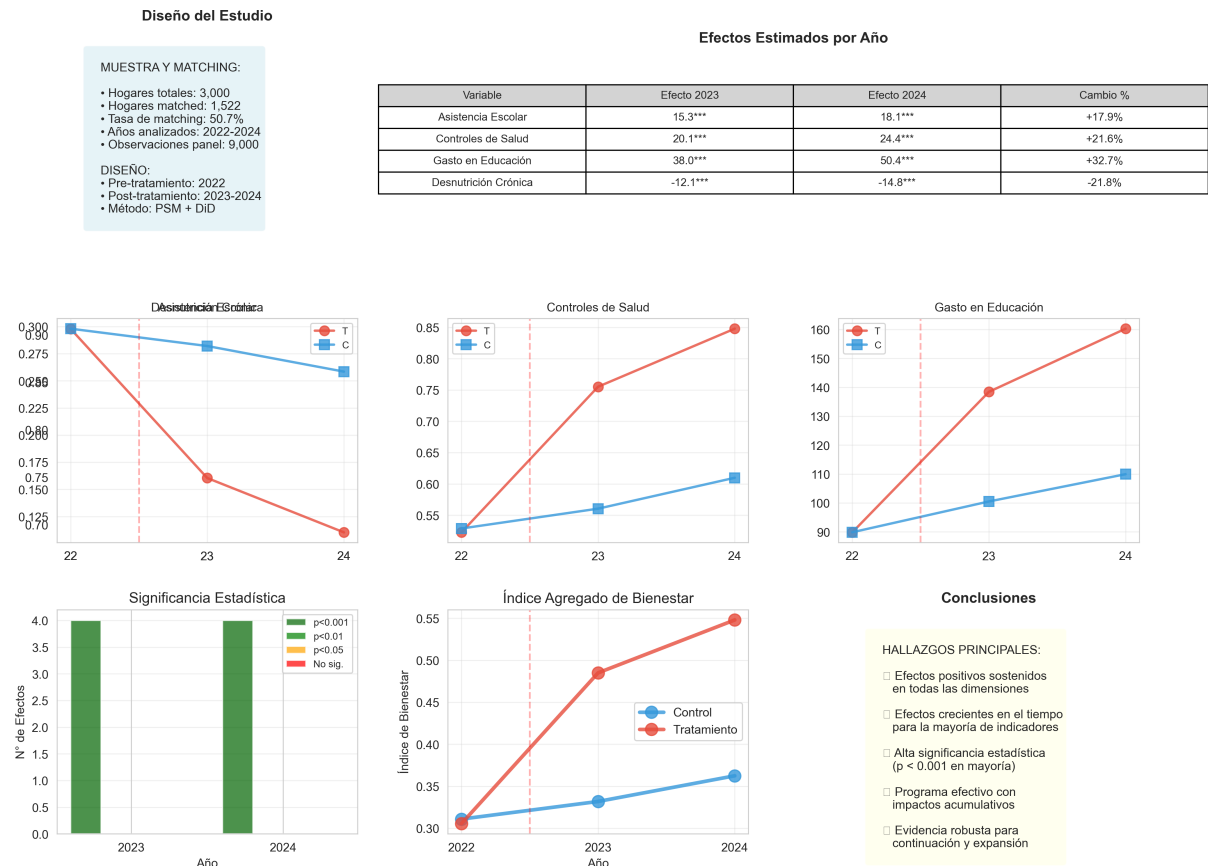 Diseño del Estudio
MUESTRA Y MATCHING:
• Hogares totales: 3,000
• Hogares matched: 1,522
• Tasa de matching: 50.7%
• Años analizados: 2022-2024
• Observaciones panel: 9,000
DISEÑO:
• Pre-tratamiento: 2022
• Post-tratamiento: 2023-2024
• Método: PSM + DiD
Efectos Estimados por Año
Variable Efecto 2023 Efecto 2024 Cambio %
Asistencia Escolar 15.3*** 18.1*** +17.9%
Controles de Salud 20.1*** 24.4*** +21.6%
Gasto en Educación 38.0*** 50.4*** +32.7%
Desnutrición Crónica -12.1*** -14.8*** -21.8%
Desnutrición Crónica
Asistencia Escolar
0.300
0.90
0.275
0.250
0.225
0.80
0.200
0.175
0.75
0.150
0.125
0.70
22 23 24
T
C
Controles de Salud
0.85
0.80
0.75
0.70
0.65
0.60
0.55
22 23 24
T
C
Gasto en Educación
160
150
140
130
120
110
100
90
22 23 24
T
C
Significancia Estadística
N° de Efectos
4.0
3.5
3.0
2.5
2.0
1.5
1.0
0.5
0.0
2023 2024
Año
p<0.001
p<0.01
p<0.05
No sig.
Índice Agregado de Bienestar
Índice de Bienestar
0.55
0.50
0.45
0.40
0.35
0.30
2022 2023 2024
Año
Control
Tratamiento
Conclusiones
HALLAZGOS PRINCIPALES:
Efectos positivos sostenidos
en todas las dimensiones
Efectos crecientes en el tiempo
para la mayoría de indicadores
Alta significancia estadística
(p < 0.001 en mayoría)
Programa efectivo con
impactos acumulativos
Evidencia robusta para
continuación y expansión